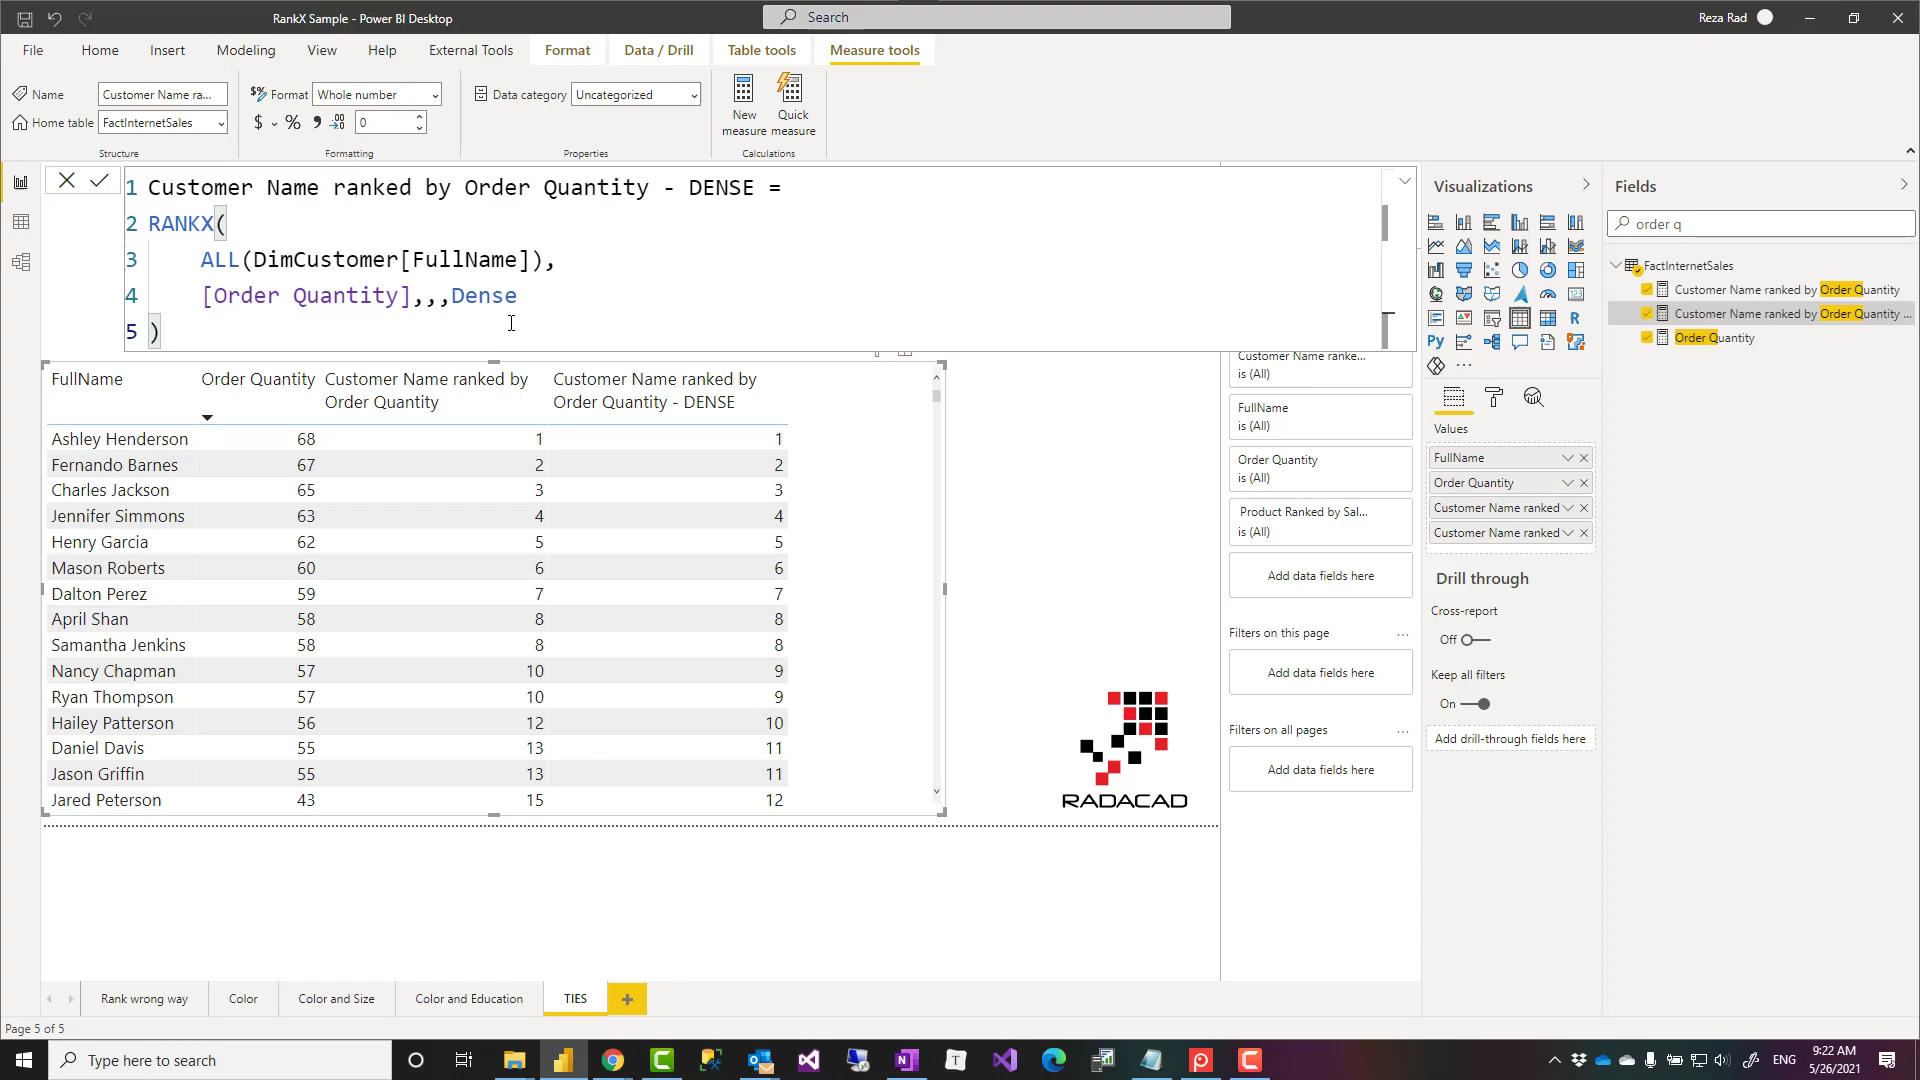 RankX Sample - Power BI Desktop
Search
Reza Rad
File Home Insert Modeling View Help External Tools Format Data / Drill Table tools Measure tools
Name Customer Name ra...
Home table FactInternetSales
Structure
Format Whole number
$ % 0
Formatting
Data category Uncategorized
Properties
New measure
Quick measure
Calculations
1 Customer Name ranked by Order Quantity - DENSE =
2 RANKX(
3 ALL(DimCustomer[FullName]),
4 [Order Quantity],,,Dense
5 )
FullName Order Quantity Customer Name ranked by Order Quantity Customer Name ranked by Order Quantity - DENSE
Ashley Henderson 68 1 1
Fernando Barnes 67 2 2
Charles Jackson 65 3 3
Jennifer Simmons 63 4 4
Henry Garcia 62 5 5
Mason Roberts 60 6 6
Dalton Perez 59 7 7
April Shan 58 8 8
Samantha Jenkins 58 8 8
Nancy Chapman 57 10 9
Ryan Thompson 57 10 9
Hailey Patterson 56 12 10
Daniel Davis 55 13 11
Jason Griffin 55 13 11
Jared Peterson 43 15 12
RADACAD
Customer Name ranke...
is (All)
FullName
is (All)
Order Quantity
is (All)
Product Ranked by Sal...
is (All)
Add data fields here
Filters on this page ...
Add data fields here
Filters on all pages ...
Add data fields here
Visualizations
R
Py
...
Values
FullName
Order Quantity
Customer Name ranked
Customer Name ranked
Drill through
Cross-report
Off
Keep all filters
On
Add drill-through fields here
Fields
order q
FactInternetSales
Customer Name ranked by Order Quantity
Customer Name ranked by Order Quantity ...
Order Quantity
Rank wrong way Color Color and Size Color and Education TIES +
Page 5 of 5
Type here to search
ENG
9:22 AM
5/26/2021